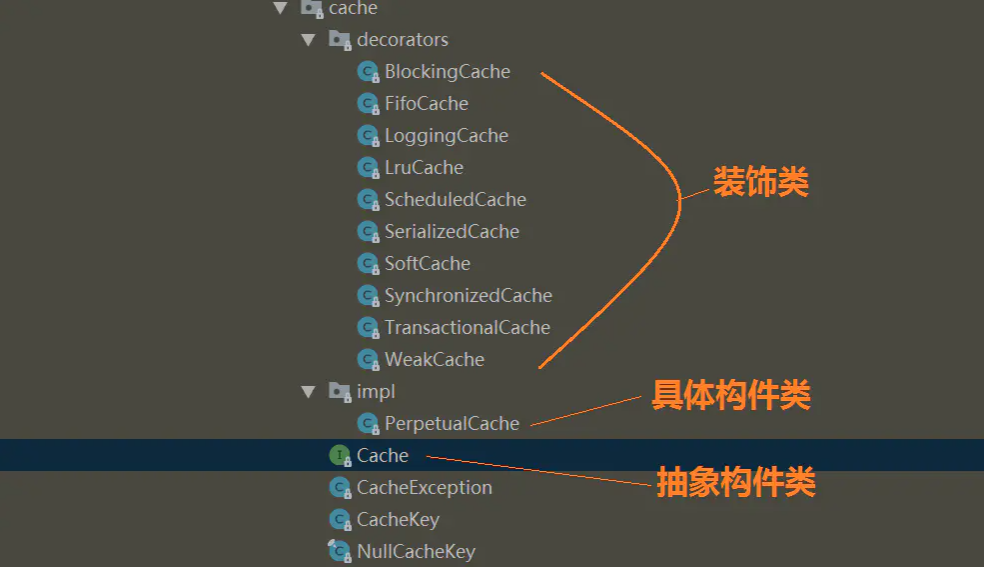 cache
decorators
BlockingCache
FifoCache
LoggingCache
LruCache
装饰类
ScheduledCache
SerializedCache
SoftCache
SynchronizedCache
TransactionalCache
WeakCache
impl
具体构件类
PerpetualCache
Cache
抽象构件类
CacheException
CacheKey
NullCacheKey